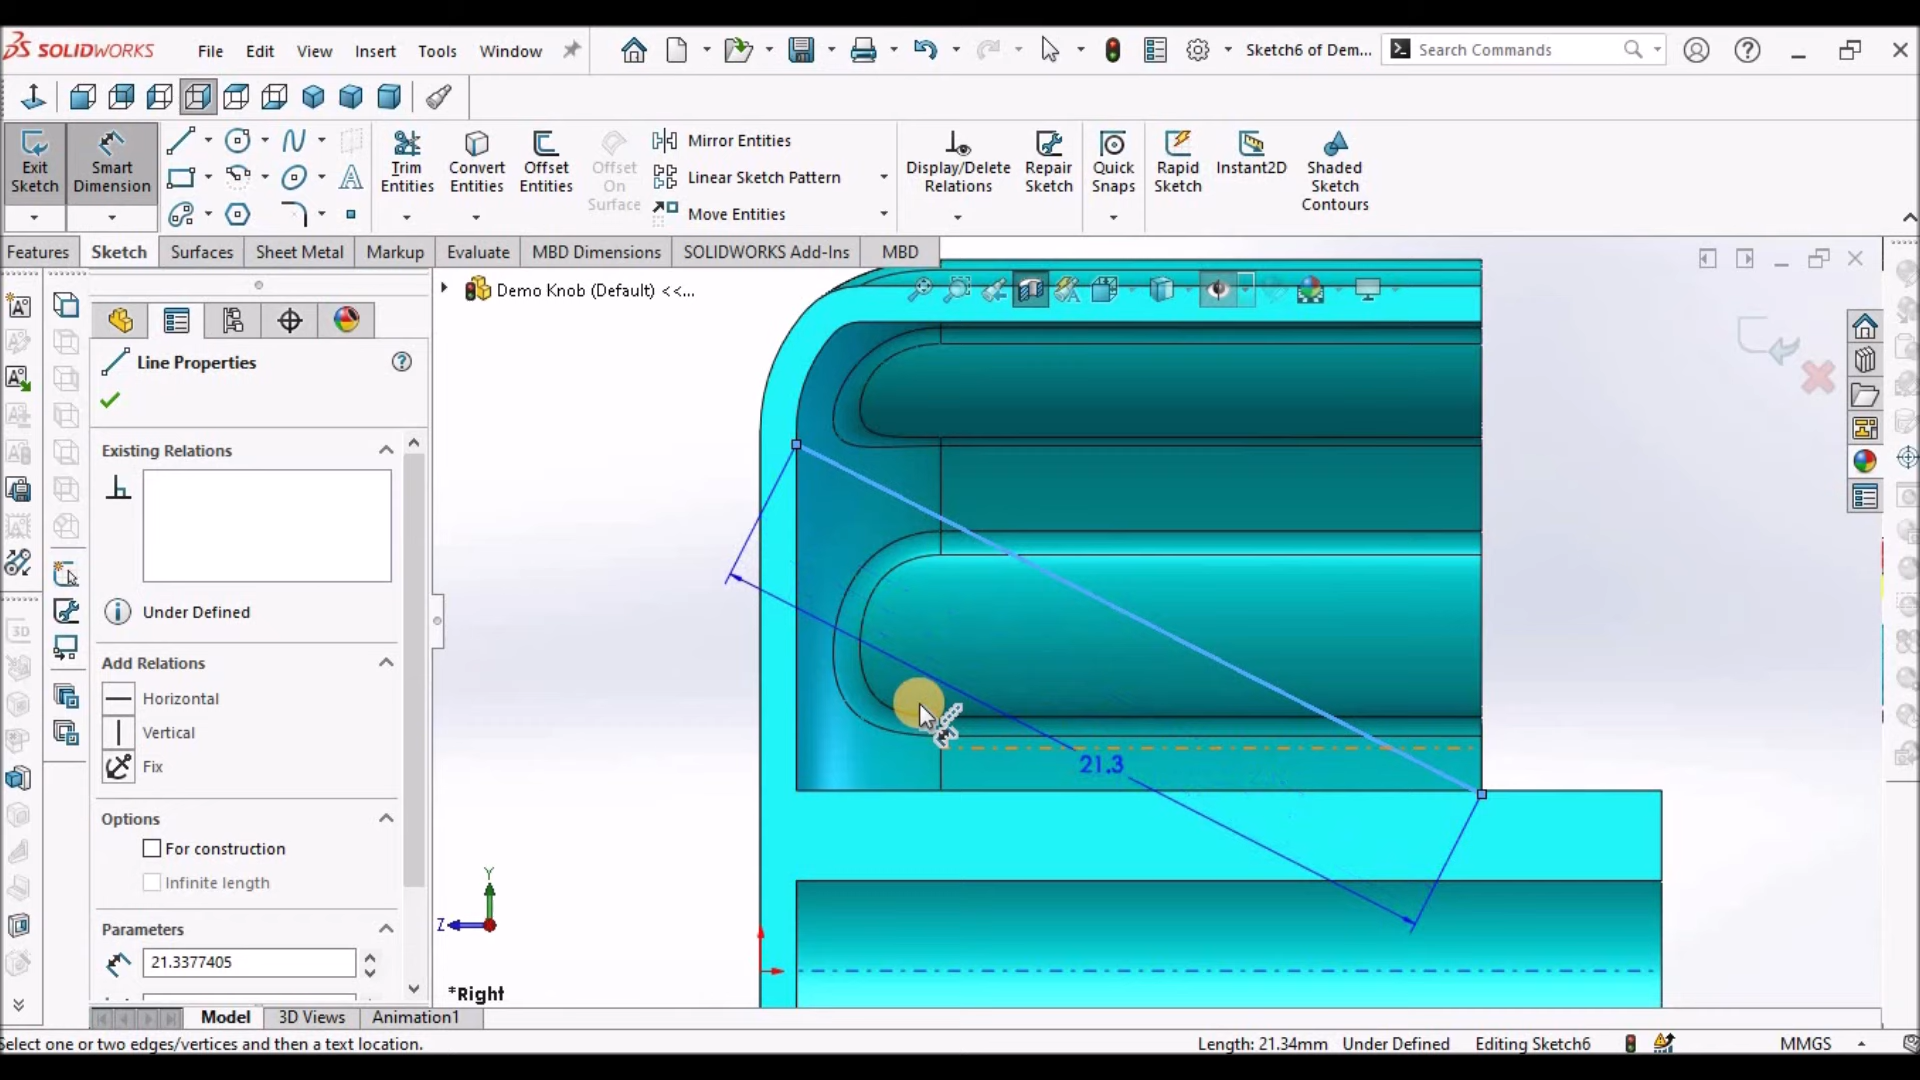 SOLIDWORKS File Edit View Insert Tools Window Sketch6 of Dem... Search Commands
Exit Sketch Smart Dimension Trim Entities Convert Entities Offset Entities Offset On Surface Mirror Entities Linear Sketch Pattern Move Entities Display/Delete Relations Repair Sketch Quick Snaps Rapid Sketch Instant2D Shaded Sketch Contours
Features Sketch Surfaces Sheet Metal Markup Evaluate MBD Dimensions SOLIDWORKS Add-Ins MBD
Demo Knob (Default) <<...
Line Properties
Existing Relations
Under Defined
Add Relations
Horizontal
Vertical
Fix
Options
For construction
Infinite length
Parameters
21.3377405
21.3
Y
Z
*Right
Model 3D Views Animation1
Select one or two edges/vertices and then a text location. Length: 21.34mm Under Defined Editing Sketch6 MMGS